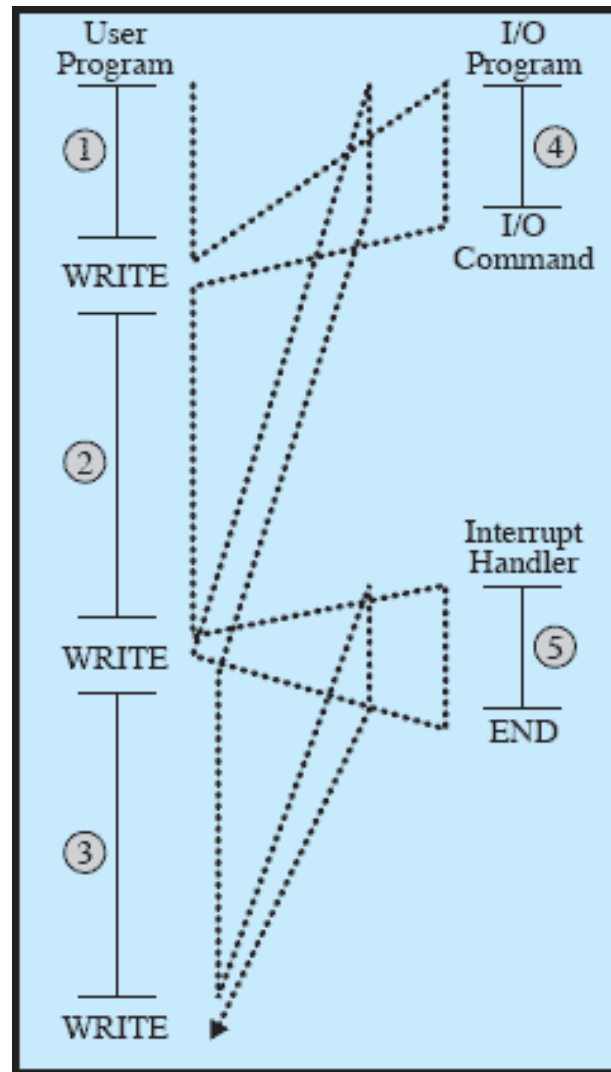 User
Program
I/O
Program
1
4
WRITE
I/O
Command
2
Interrupt
Handler
WRITE
5
END
3
WRITE